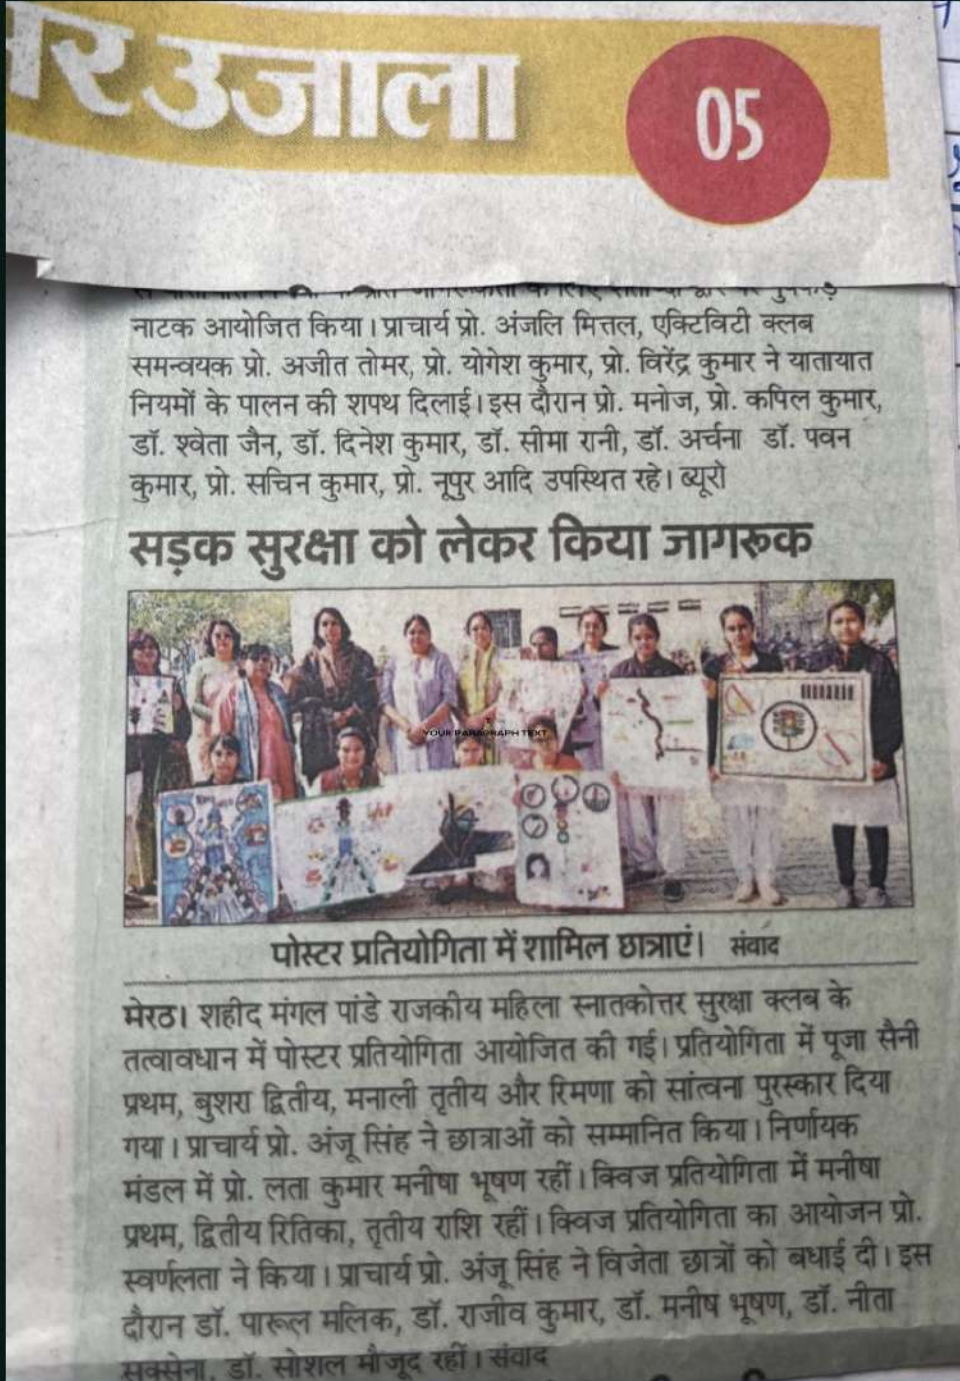 उजाला
05
नाटक आयोजित किया। प्राचार्य प्रो. अंजलि मित्तल, एक्टिविटी क्लब
समन्वयक प्रो. अजीत तोमर, प्रो. योगेश कुमार, प्रो. विरेंद्र कुमार ने यातायात
नियमों के पालन की शपथ दिलाई। इस दौरान प्रो. मनोज, प्रो. कपिल कुमार,
डॉ. श्वेता जैन, डॉ. दिनेश कुमार, डॉ. सीमा रानी, डॉ. अर्चना डॉ. पवन
कुमार, प्रो. सचिन कुमार, प्रो. नूपुर आदि उपस्थित रहे। ब्यूरो
सड़क सुरक्षा को लेकर किया जागरूक
YOUR PARAGRAPH TEXT
पोस्टर प्रतियोगिता में शामिल छात्राएं। संवाद
मेरठ। शहीद मंगल पांडे राजकीय महिला स्नातकोत्तर सुरक्षा क्लब के
तत्वावधान में पोस्टर प्रतियोगिता आयोजित की गई। प्रतियोगिता में पूजा सैनी
प्रथम, बुशरा द्वितीय, मनाली तृतीय और रिमणा को सांत्वना पुरस्कार दिया
गया। प्राचार्य प्रो. अंजू सिंह ने छात्राओं को सम्मानित किया। निर्णायक
मंडल में प्रो. लता कुमार मनीषा भूषण रहीं। क्विज प्रतियोगिता में मनीषा
प्रथम, द्वितीय रितिका, तृतीय राशि रहीं। क्विज प्रतियोगिता का आयोजन प्रो.
स्वर्णलता ने किया। प्राचार्य प्रो. अंजू सिंह ने विजेता छात्रों को बधाई दी। इस
दौरान डॉ. पारूल मलिक, डॉ. राजीव कुमार, डॉ. मनीष भूषण, डॉ. नीता
सक्सेना, डॉ. सोशल मौजूद रहीं। संवाद